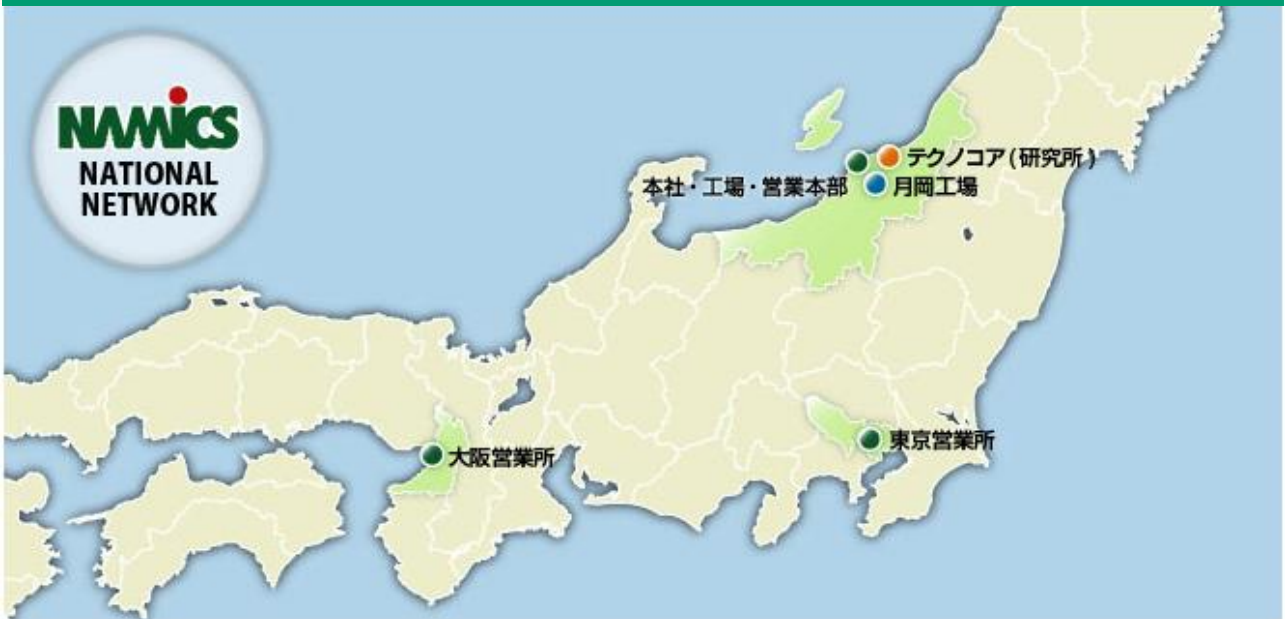 NAMICS
NATIONAL
NETWORK
テクノコア(研究所)
本社・工場・営業本部
月岡工場
東京営業所
大阪営業所